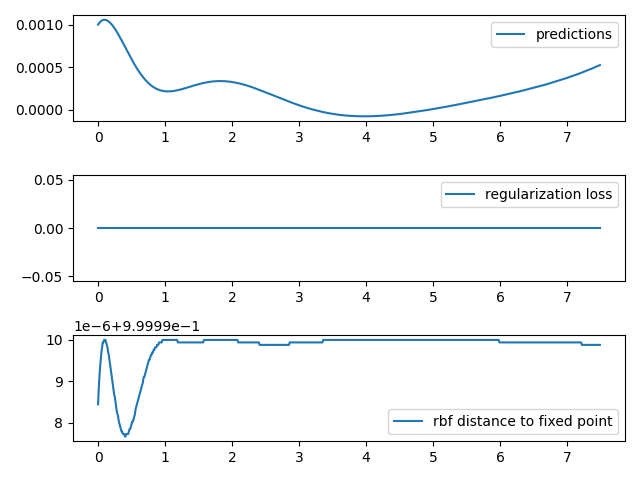 0.0010
0.0005
0.0000
predictions
0 1 2 3 4 5 6 7
0.05
0.00
−0.05
regularization loss
0 1 2 3 4 5 6 7
1e-6+9.9999e-1
10
9
8
rbf distance to fixed point
0 1 2 3 4 5 6 7